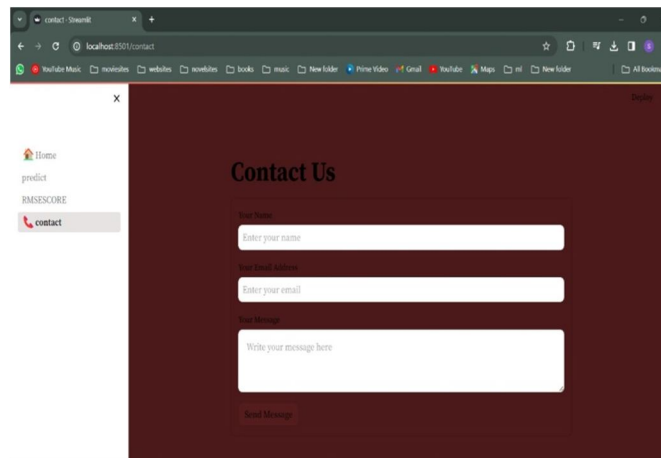 contact · Streamlit
localhost:8501/contact
YouTube Music moviesites websites novelsites books music New folder Prime Video Gmail YouTube Maps ml New folder All Bookma
Deploy
Home
predict
RMSESCORE
contact
Contact Us
Your Name
Enter your name
Your Email Address
Enter your email
Your Message
Write your message here
Send Message